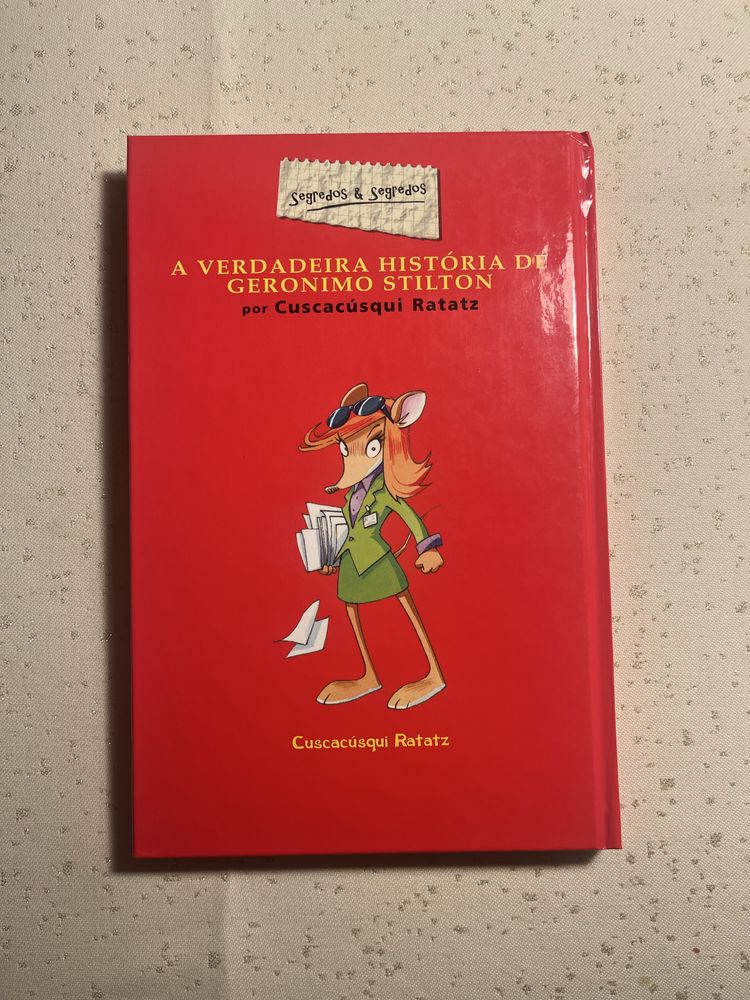 Segredos & Segredos
A VERDADEIRA HISTÓRIA DE
GERONIMO STILTON
por Cuscacúsqui Ratatz
Cuscacúsqui Ratatz